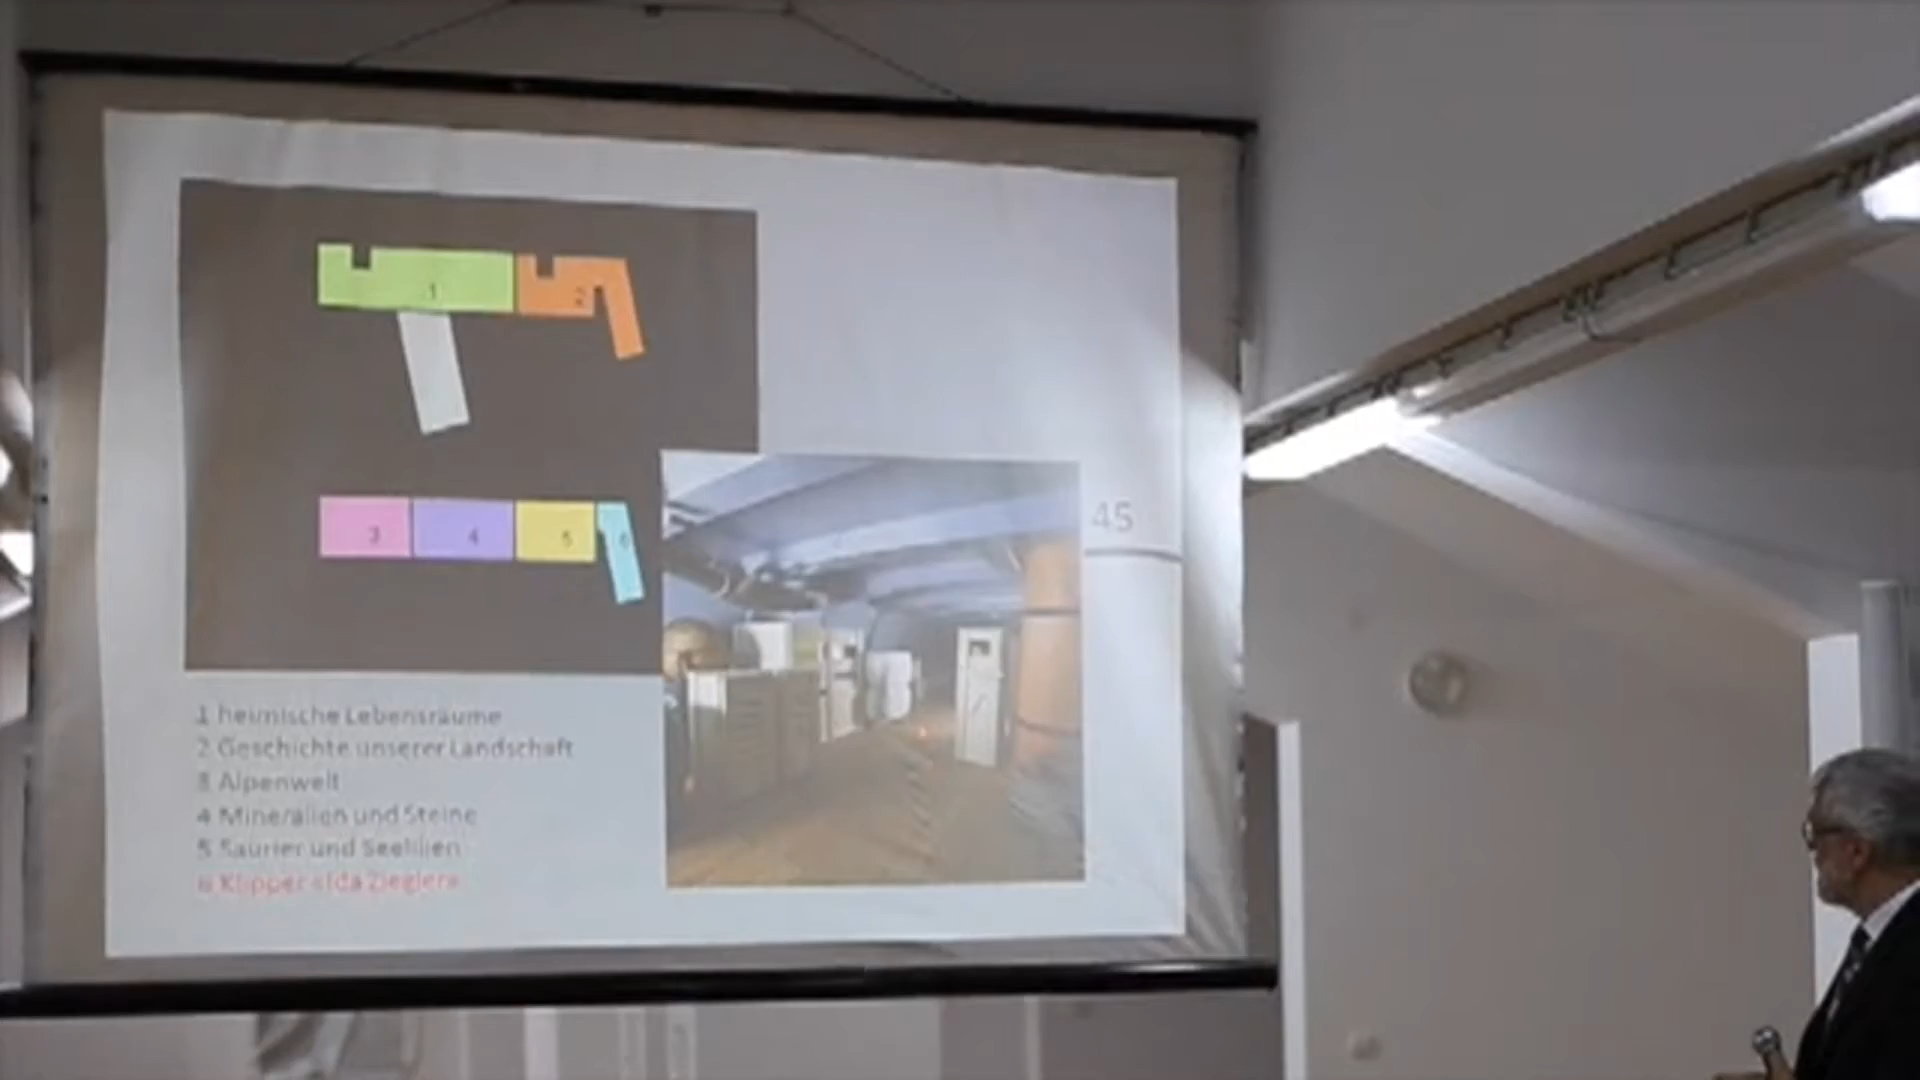 1
2
3
4
5
6
45
1 heimische Lebensräume
2 Geschichte unserer Landschaft
3 Alpenwelt
4 Mineralien und Steine
5 Saurier und Seelilien
6 Klipper «Ida Ziegler»